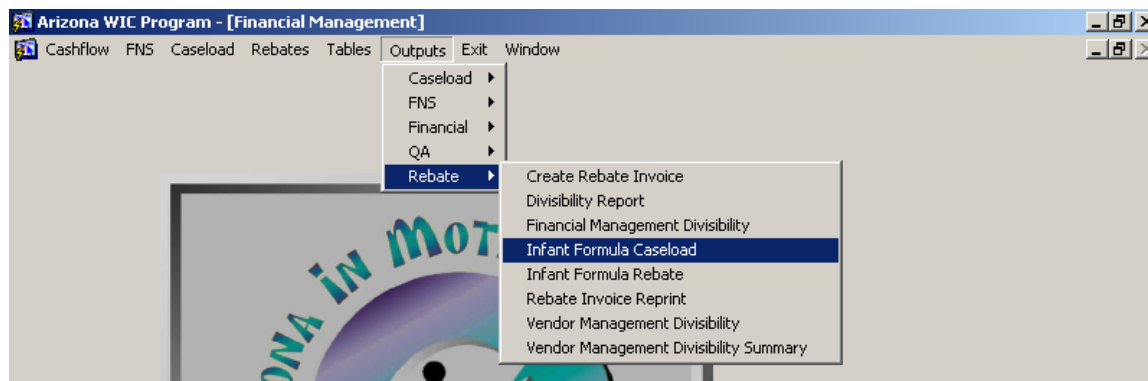 Arizona WIC Program - [Financial Management]
Cashflow FNS Caseload Rebates Tables Outputs Exit Window
Caseload
FNS
Financial
QA
Rebate
Create Rebate Invoice
Divisibility Report
Financial Management Divisibility
Infant Formula Caseload
Infant Formula Rebate
Rebate Invoice Reprint
Vendor Management Divisibility
Vendor Management Divisibility Summary
IN